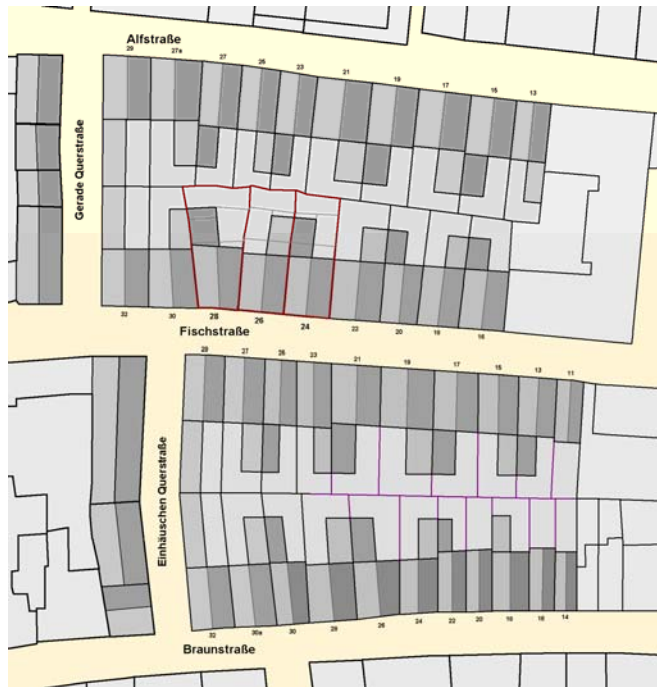 Alfstraße
29 27a 27 25 23 21 19 17 15 13
Gerade Querstraße
32 30 28 26 24 22 20 18 16
Fischstraße
29 27 25 23 21 19 17 15 13 11
Einhäuschen Querstraße
32 30a 30 28 26 24 22 20 18 16 14
Braunstraße